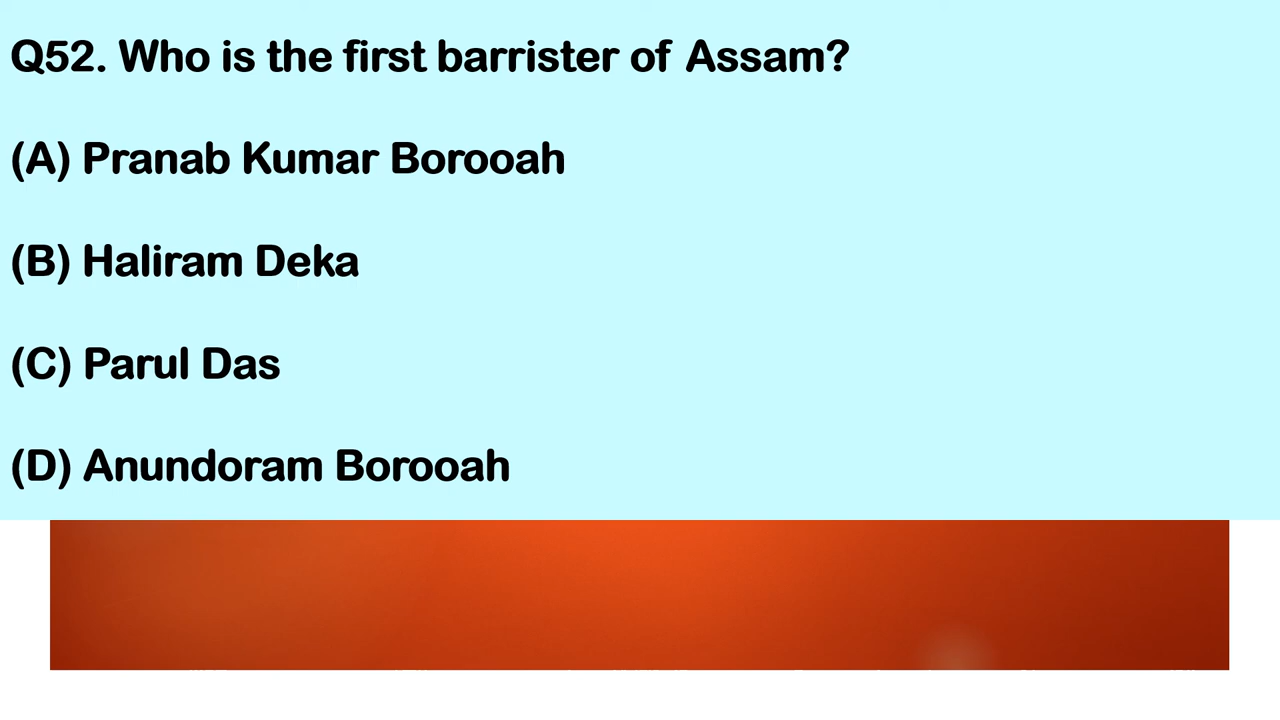 Q52. Who is the first barrister of Assam?
(A) Pranab Kumar Borooah
(B) Haliram Deka
(C) Parul Das
(D) Anundoram Borooah